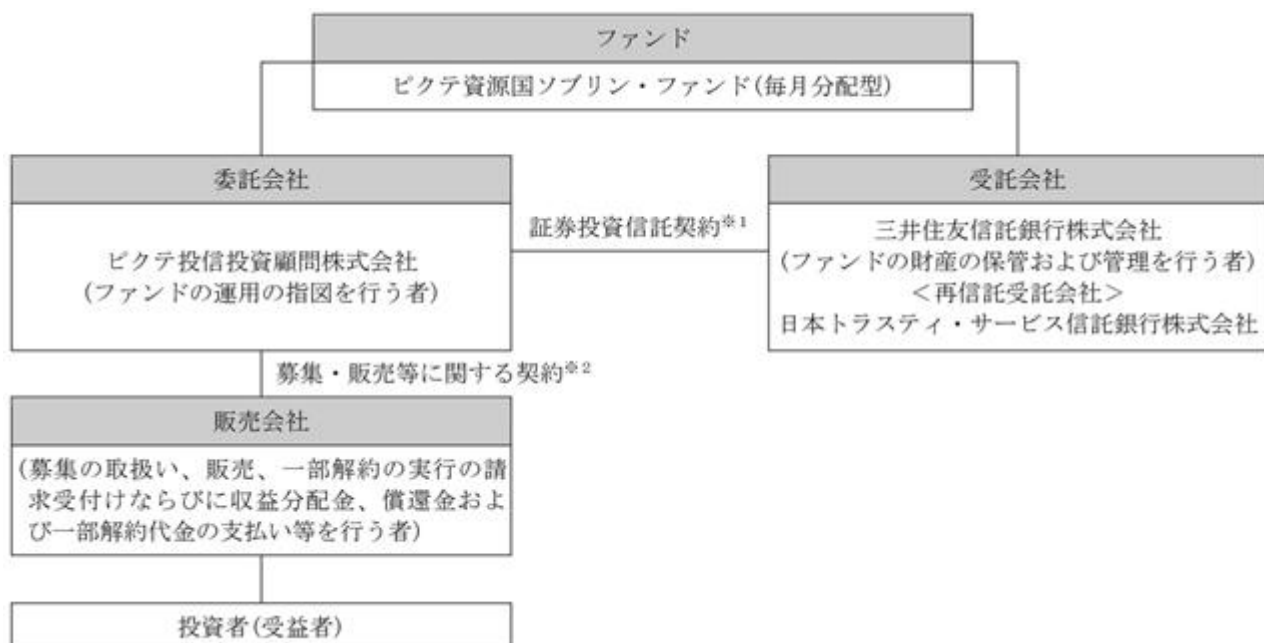 ファンド
ピクテ資源国ソブリン・ファンド(毎月分配型)
委託会社
ピクテ投信投資顧問株式会社
(ファンドの運用の指図を行う者)
証券投資信託契約※1
受託会社
三井住友信託銀行株式会社
(ファンドの財産の保管および管理を行う者)
<再信託受託会社>
日本トラスティ・サービス信託銀行株式会社
募集・販売等に関する契約※2
販売会社
(募集の取扱い、販売、一部解約の実行の請
求受付けならびに収益分配金、償還金およ
び一部解約代金の支払い等を行う者)
投資者(受益者)